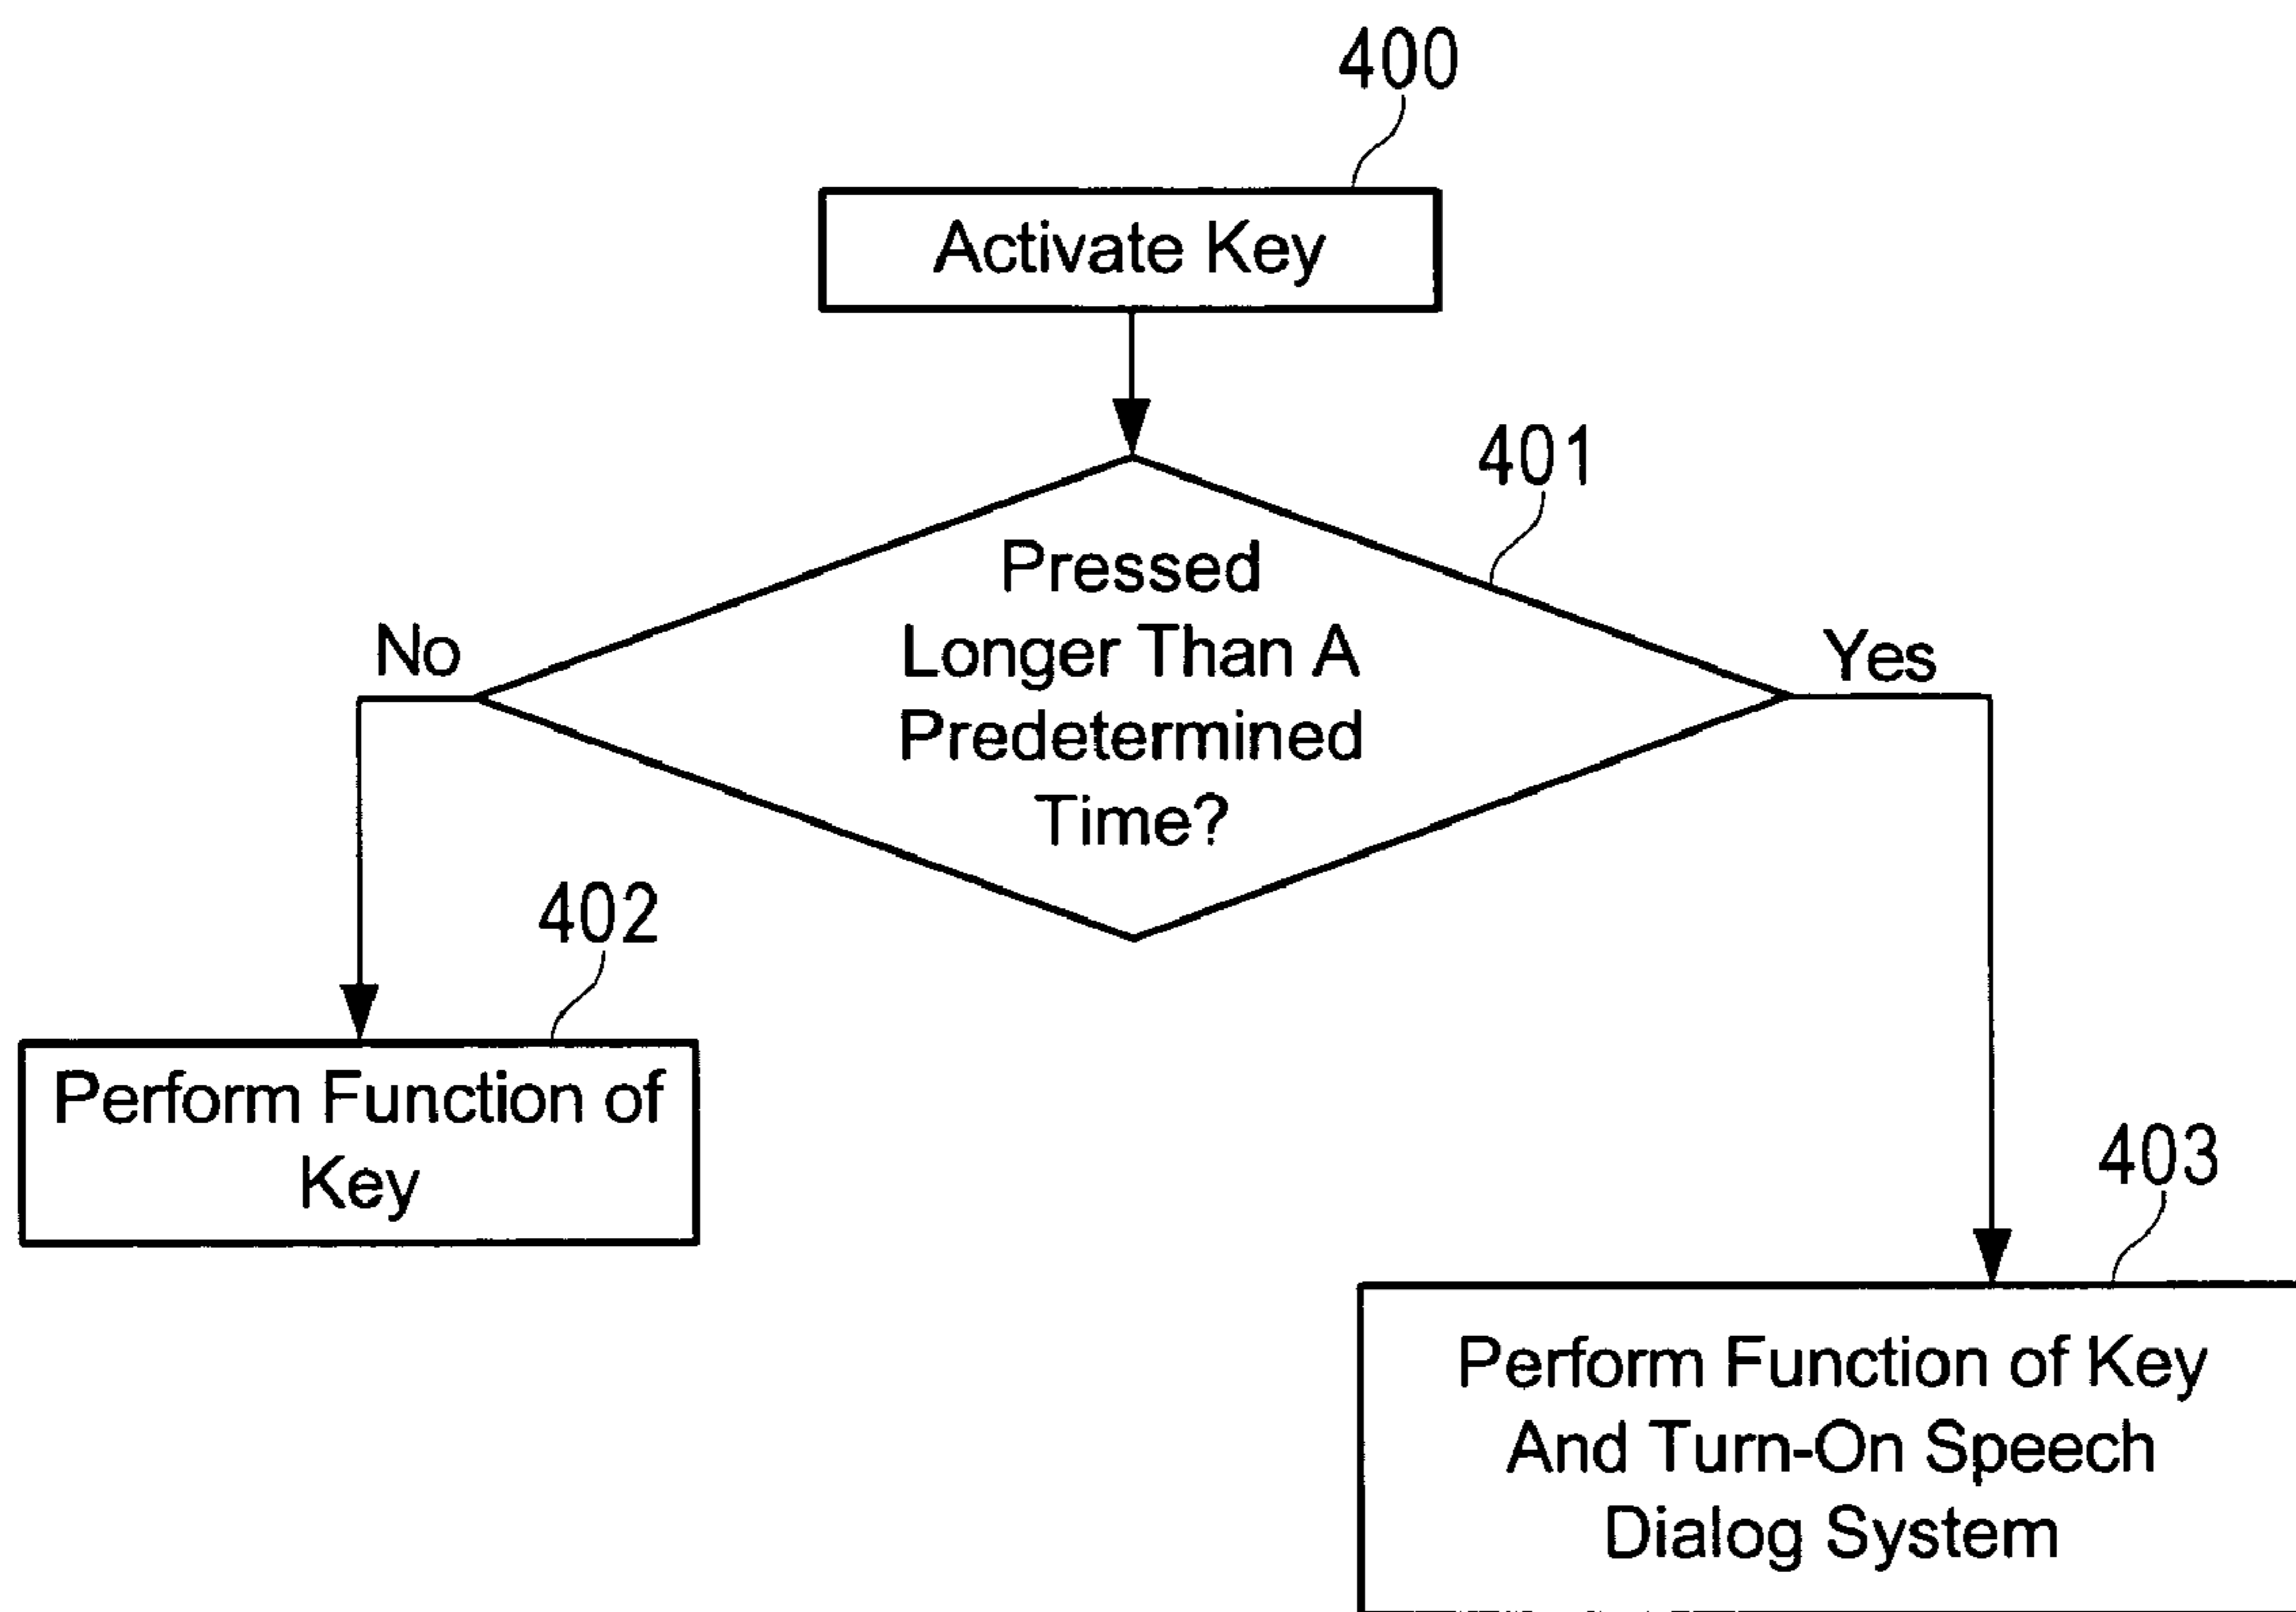 400
Activate Key
401
Pressed
Longer Than A
Predetermined
Time?
No
Yes
402
Perform Function of
Key
403
Perform Function of Key
And Turn-On Speech
Dialog System